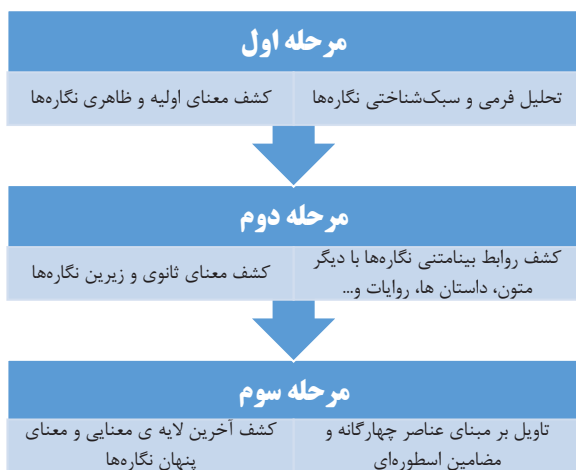 مرحله اول
تحلیل فرمی و سبک‌شناختی نگاره‌ها
کشف معنای اولیه و ظاهری نگاره‌ها
مرحله دوم
کشف روابط بینامتنی نگاره‌ها با دیگر
متون، داستان ها، روایات و...
کشف معنای ثانوی و زیرین نگاره‌ها
مرحله سوم
تاویل بر مبنای عناصر چهارگانه و
مضامین اسطوره‌ای
کشف آخرین لایه ی معنایی و معنای
پنهان نگاره‌ها